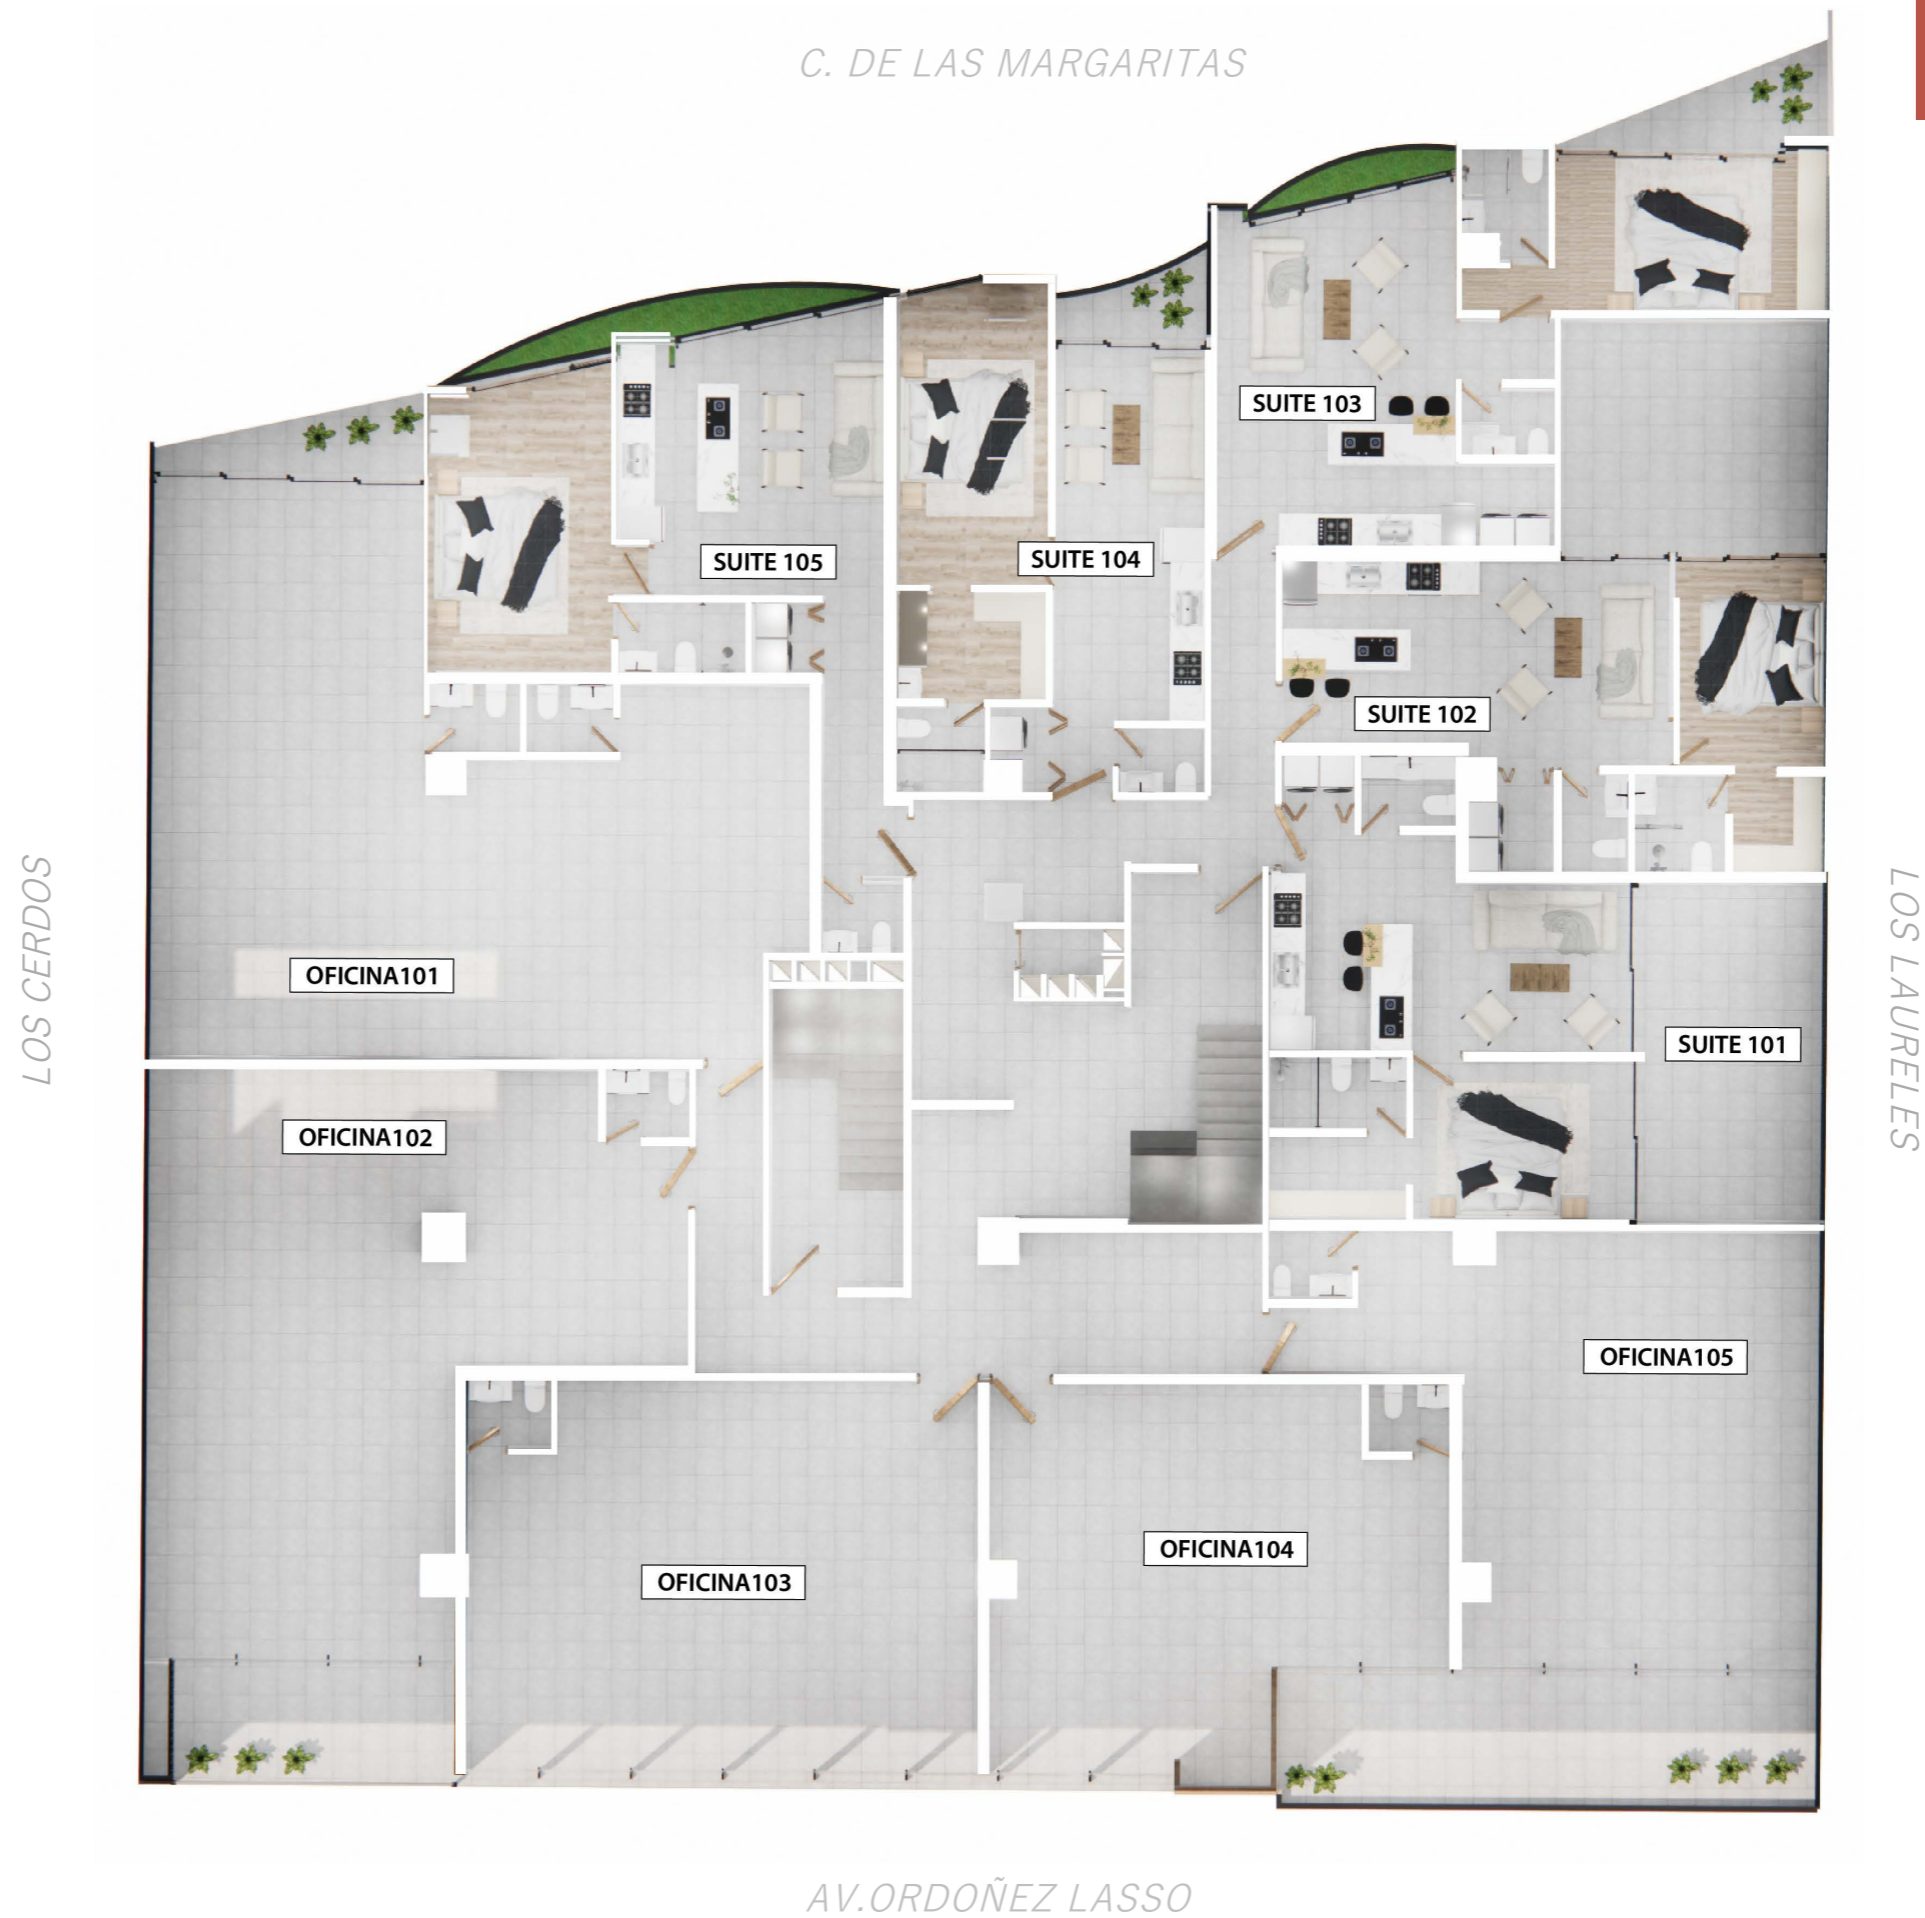 C. DE LAS MARGARITAS
SUITE 103
SUITE 105
SUITE 104
SUITE 102
LOS CERDOS
OFICINA101
SUITE 101
LOS LAURELES
OFICINA102
OFICINA105
OFICINA104
OFICINA103
AV.ORDOÑEZ LASSO